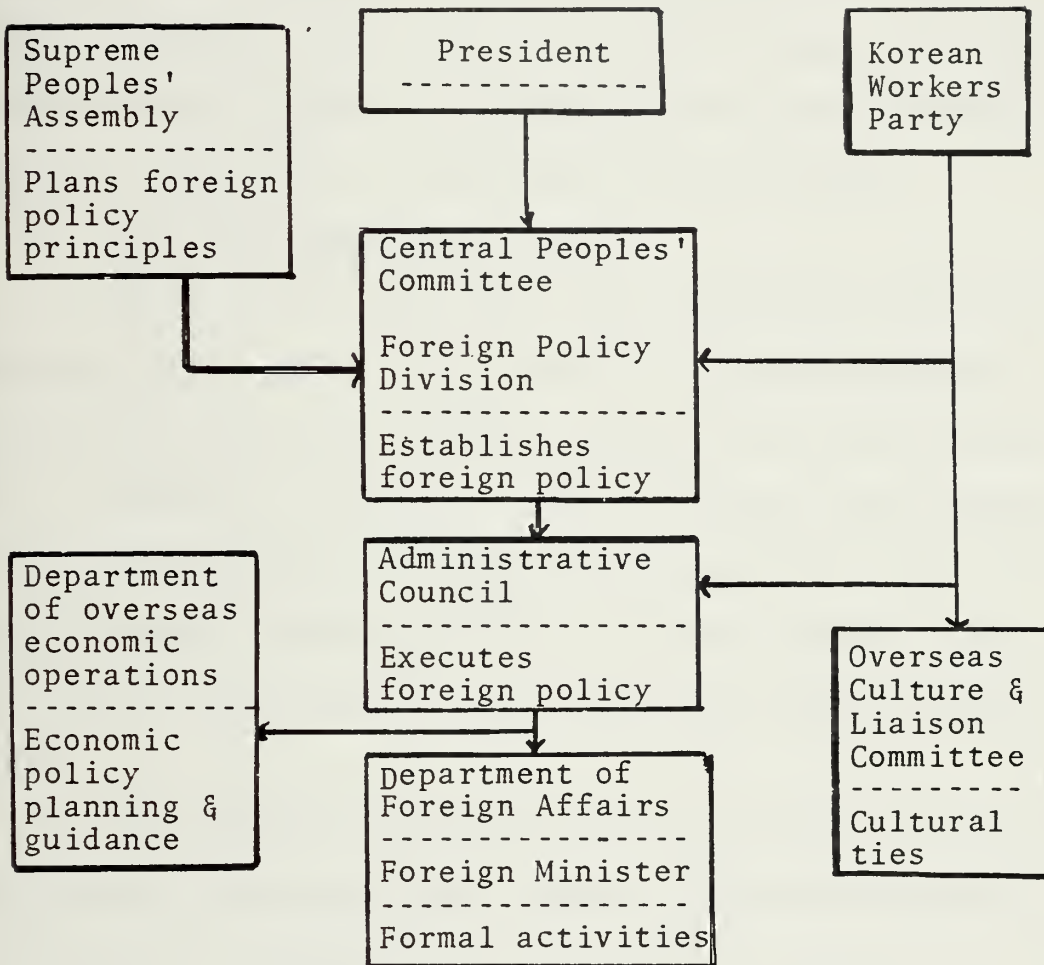 Supreme
Peoples'
Assembly
- - - - - - - - - - - - -
Plans foreign
policy
principles
President
- - - - - - - - - - - - -
Korean
Workers
Party
Central Peoples'
Committee
Foreign Policy
Division
- - - - - - - - - - - - - - - -
Establishes
foreign policy
Administrative
Council
- - - - - - - - - - - - - - - -
Executes
foreign policy
Department
of overseas
economic
operations
- - - - - - - - - - - - -
Economic
policy
planning &
guidance
Department of
Foreign Affairs
- - - - - - - - - - - - - - - -
Foreign Minister
- - - - - - - - - - - - - - - -
Formal activities
Overseas
Culture &
Liaison
Committee
- - - - - - - - -
Cultural
ties